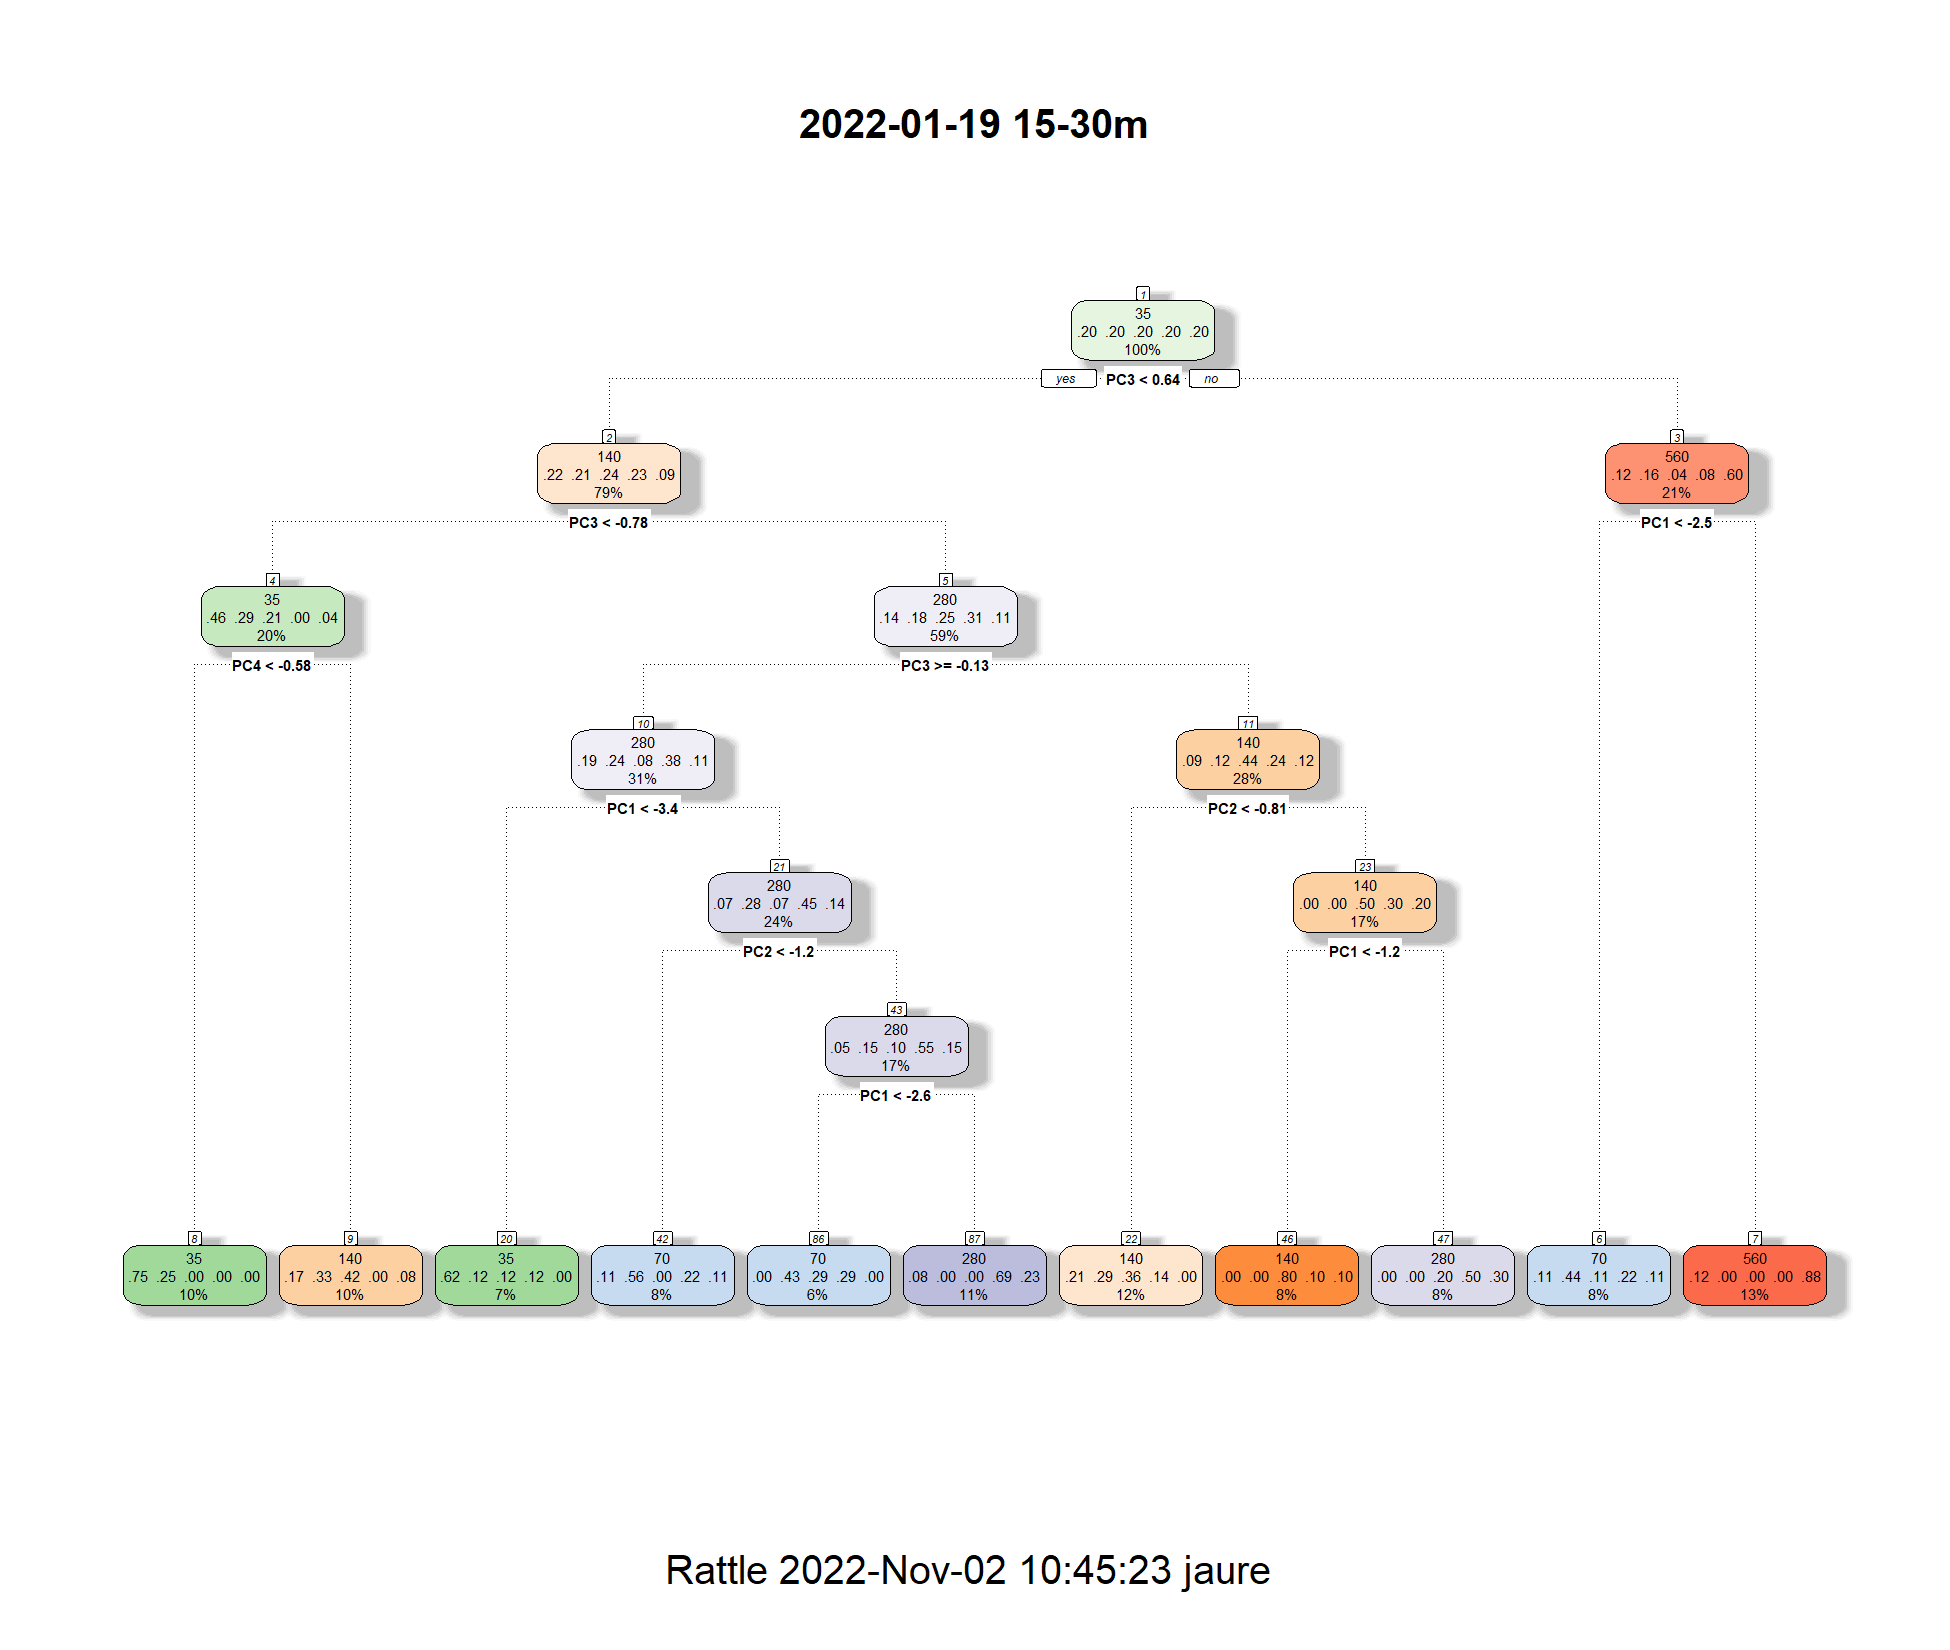 2022-01-19 15-30m
1
35
.20 .20 .20 .20 .20
100%
yes PC3 < 0.64 no
2
140
.22 .21 .24 .23 .09
79%
PC3 < -0.78
3
560
.12 .16 .04 .08 .60
21%
PC1 < -2.5
4
35
.46 .29 .21 .00 .04
20%
PC4 < -0.58
5
280
.14 .18 .25 .31 .11
59%
PC3 >= -0.13
10
280
.19 .24 .08 .38 .11
31%
PC1 < -3.4
11
140
.09 .12 .44 .24 .12
28%
PC2 < -0.81
21
280
.07 .28 .07 .45 .14
24%
PC2 < -1.2
23
140
.00 .00 .50 .30 .20
17%
PC1 < -1.2
43
280
.05 .15 .10 .55 .15
17%
PC1 < -2.6
8
35
.75 .25 .00 .00 .00
10%
9
140
.17 .33 .42 .00 .08
10%
20
35
.62 .12 .12 .12 .00
7%
42
70
.11 .56 .00 .22 .11
8%
86
70
.00 .43 .29 .29 .00
6%
87
280
.08 .00 .00 .69 .23
11%
22
140
.21 .29 .36 .14 .00
12%
46
140
.00 .00 .80 .10 .10
8%
47
280
.00 .00 .20 .50 .30
8%
6
70
.11 .44 .11 .22 .11
8%
7
560
.12 .00 .00 .00 .88
13%
Rattle 2022-Nov-02 10:45:23 jaure